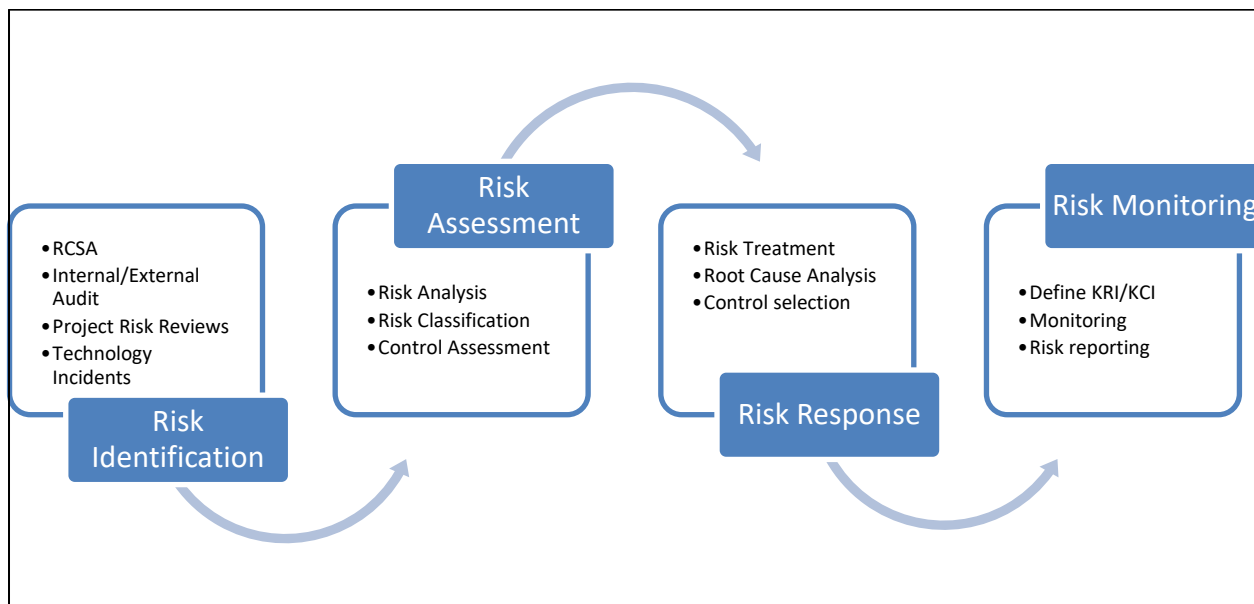 • RCSA
• Internal/External
Audit
• Project Risk Reviews
• Technology
Incidents
Risk
Identification
Risk
Assessment
• Risk Analysis
• Risk Classification
• Control Assessment
• Risk Treatment
• Root Cause Analysis
• Control selection
Risk Response
Risk Monitoring
• Define KRI/KCI
• Monitoring
• Risk reporting